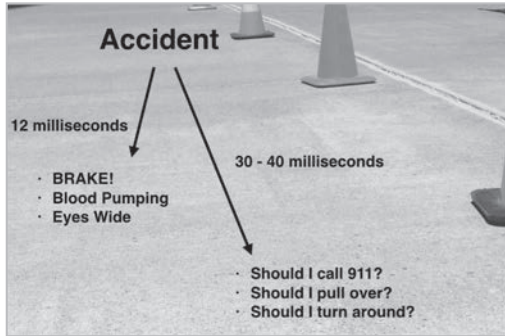 Accident
12 milliseconds
· BRAKE!
· Blood Pumping
· Eyes Wide
30 - 40 milliseconds
· Should I call 911?
· Should I pull over?
· Should I turn around?